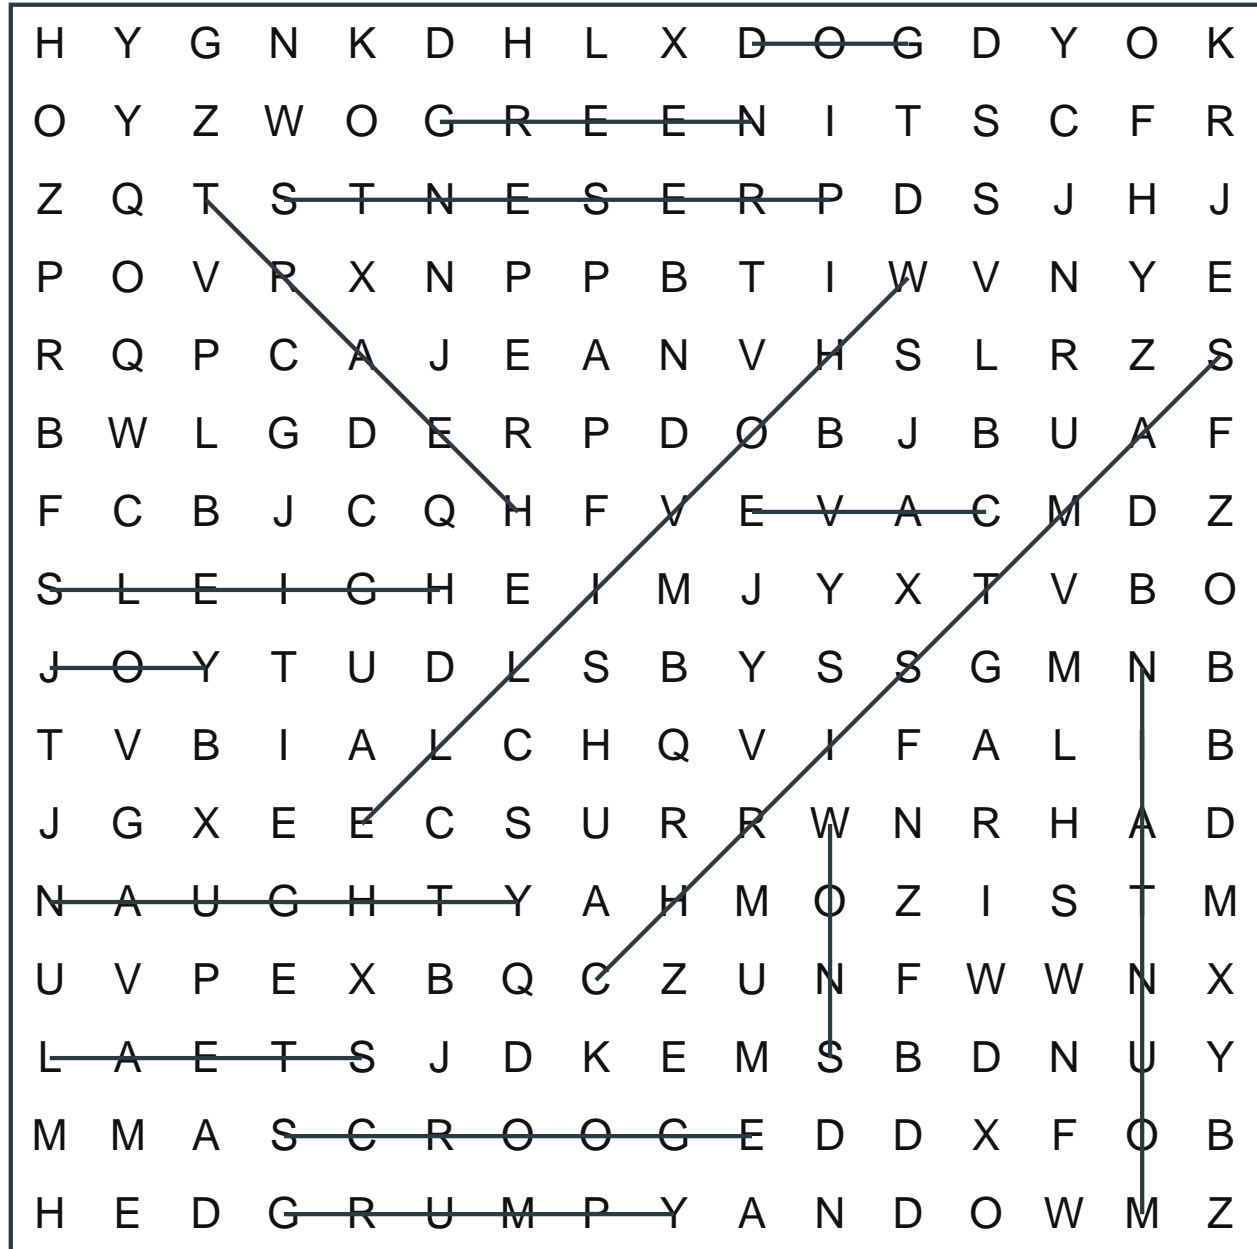 H Y G N K D H L X D O G D Y O K
O Y Z W O G R E E N I T S C F R
Z Q T S T N E S E R P D S J H J
P O V R X N P P B T I W V N Y E
R Q P C A J E A N V H S L R Z S
B W L G D E R P D O B J B U A F
F C B J C Q H F V E V A C M D Z
S L E I G H E I M J Y X T V B O
J O Y T U D L S B Y S S G M N B
T V B I A L C H Q V I F A L I B
J G X E E C S U R R W N R H A D
N A U G H T Y A H M O Z I S T M
U V P E X B Q C Z U N F W W N X
L A E T S J D K E M S B D N U Y
M M A S C R O O G E D D X F O B
H E D G R U M P Y A N D O W M Z